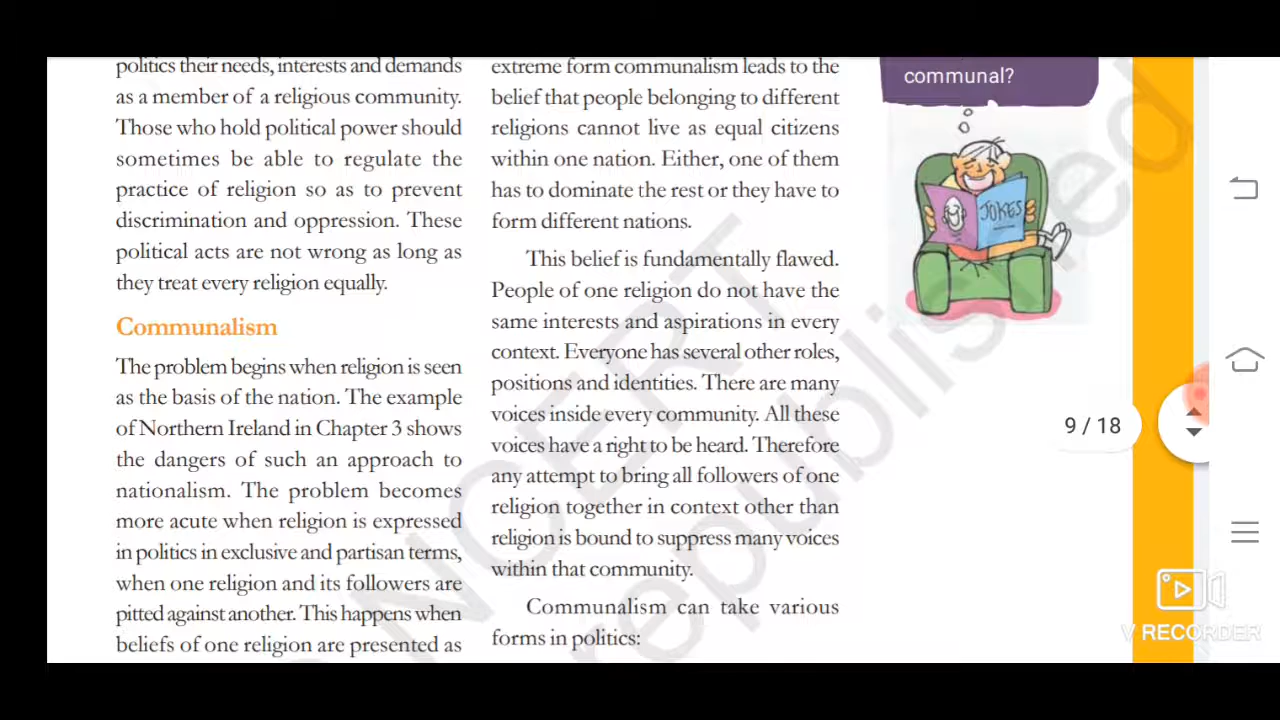 politics their needs, interests and demands
as a member of a religious community.
Those who hold political power should
sometimes be able to regulate the
practice of religion so as to prevent
discrimination and oppression. These
political acts are not wrong as long as
they treat every religion equally.
Communalism
The problem begins when religion is seen
as the basis of the nation. The example
of Northern Ireland in Chapter 3 shows
the dangers of such an approach to
nationalism. The problem becomes
more acute when religion is expressed
in politics in exclusive and partisan terms,
when one religion and its followers are
pitted against another. This happens when
beliefs of one religion are presented as
extreme form communalism leads to the
belief that people belonging to different
religions cannot live as equal citizens
within one nation. Either, one of them
has to dominate the rest or they have to
form different nations.
This belief is fundamentally flawed.
People of one religion do not have the
same interests and aspirations in every
context. Everyone has several other roles,
positions and identities. There are many
voices inside every community. All these
voices have a right to be heard. Therefore
any attempt to bring all followers of one
religion together in context other than
religion is bound to suppress many voices
within that community.
Communalism can take various
forms in politics:
communal?
JOKES
9 / 18
V RECORDER
NCERT
republished